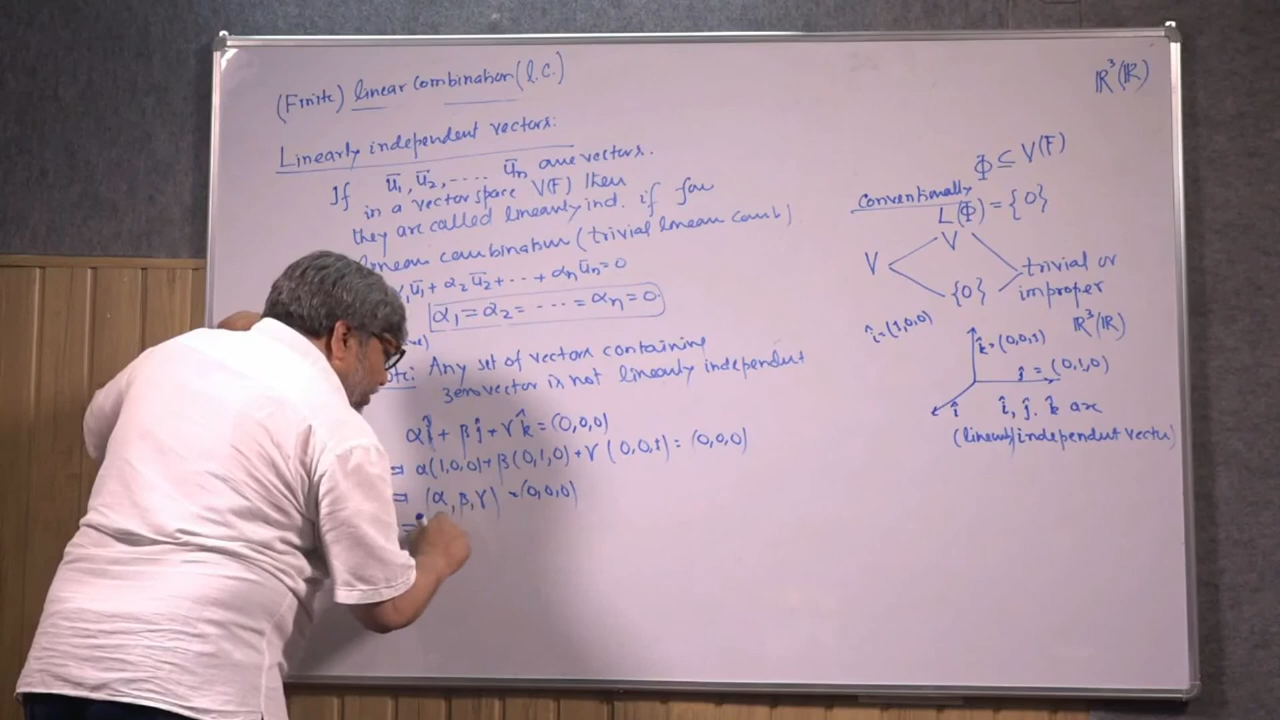 (Finite) linear combination (l.c.)
Linearly independent vectors:
If ū₁, ū₂, .... ūn are vectors.
in a vector space V(F) then
they are called linearly ind. if for
linear combination (trivial linear comb)
ū₁ + α₂ū₂ + ... + αnūn = 0
α₁ = α₂ = .... = αn = 0.
Any set of vectors containing
zero vector is not linearly independent
αî + βĵ + γk̂ = (0,0,0)
⇒ α(1,0,0) + β(0,1,0) + γ(0,0,1) = (0,0,0)
⇒ (α, β, γ) = (0,0,0)
ℝ³(ℝ)
Φ ⊆ V(F)
Conventionally
L(Φ) = {0}
V
V
{0}
trivial or
improper
ℝ³(ℝ)
î = (1,0,0)
k̂ = (0,0,1)
ĵ = (0,1,0)
î
î, ĵ, k̂ are
(linearly) independent vectu